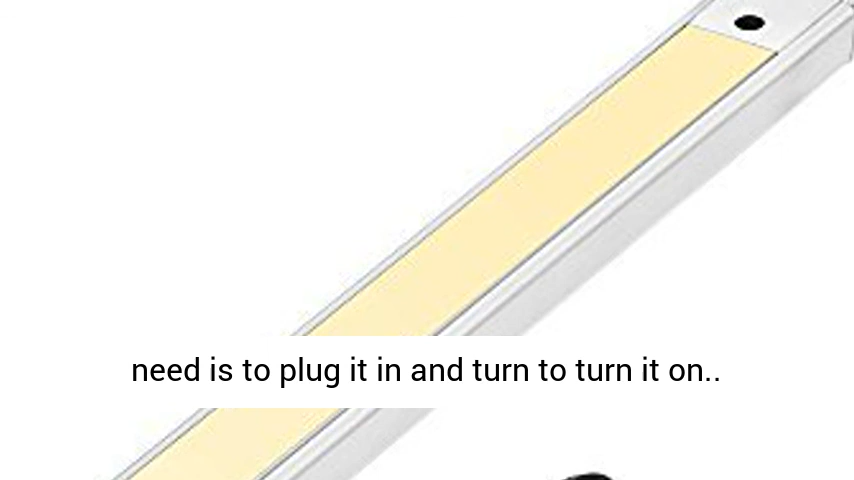 need is to plug it in and turn to turn it on..